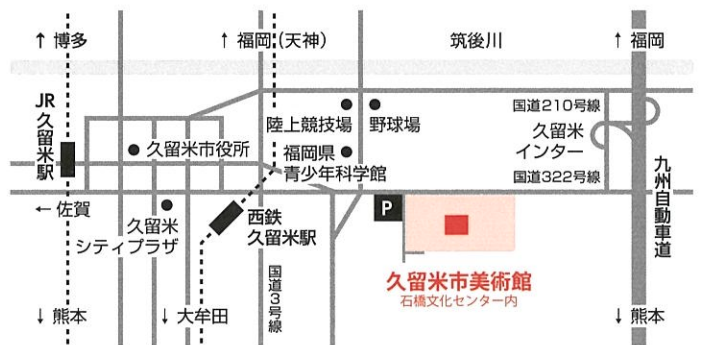 ↑ 博多
↑ 福岡(天神)
筑後川
↑ 福岡
JR
久留米駅
陸上競技場
野球場
国道210号線
久留米
インター
久留米市役所
福岡県
青少年科学館
国道322号線
九州自動車道
← 佐賀
久留米
シティプラザ
西鉄
久留米駅
P
国道3号線
久留米市美術館
石橋文化センター内
↓ 熊本
↓ 大牟田
↓ 熊本